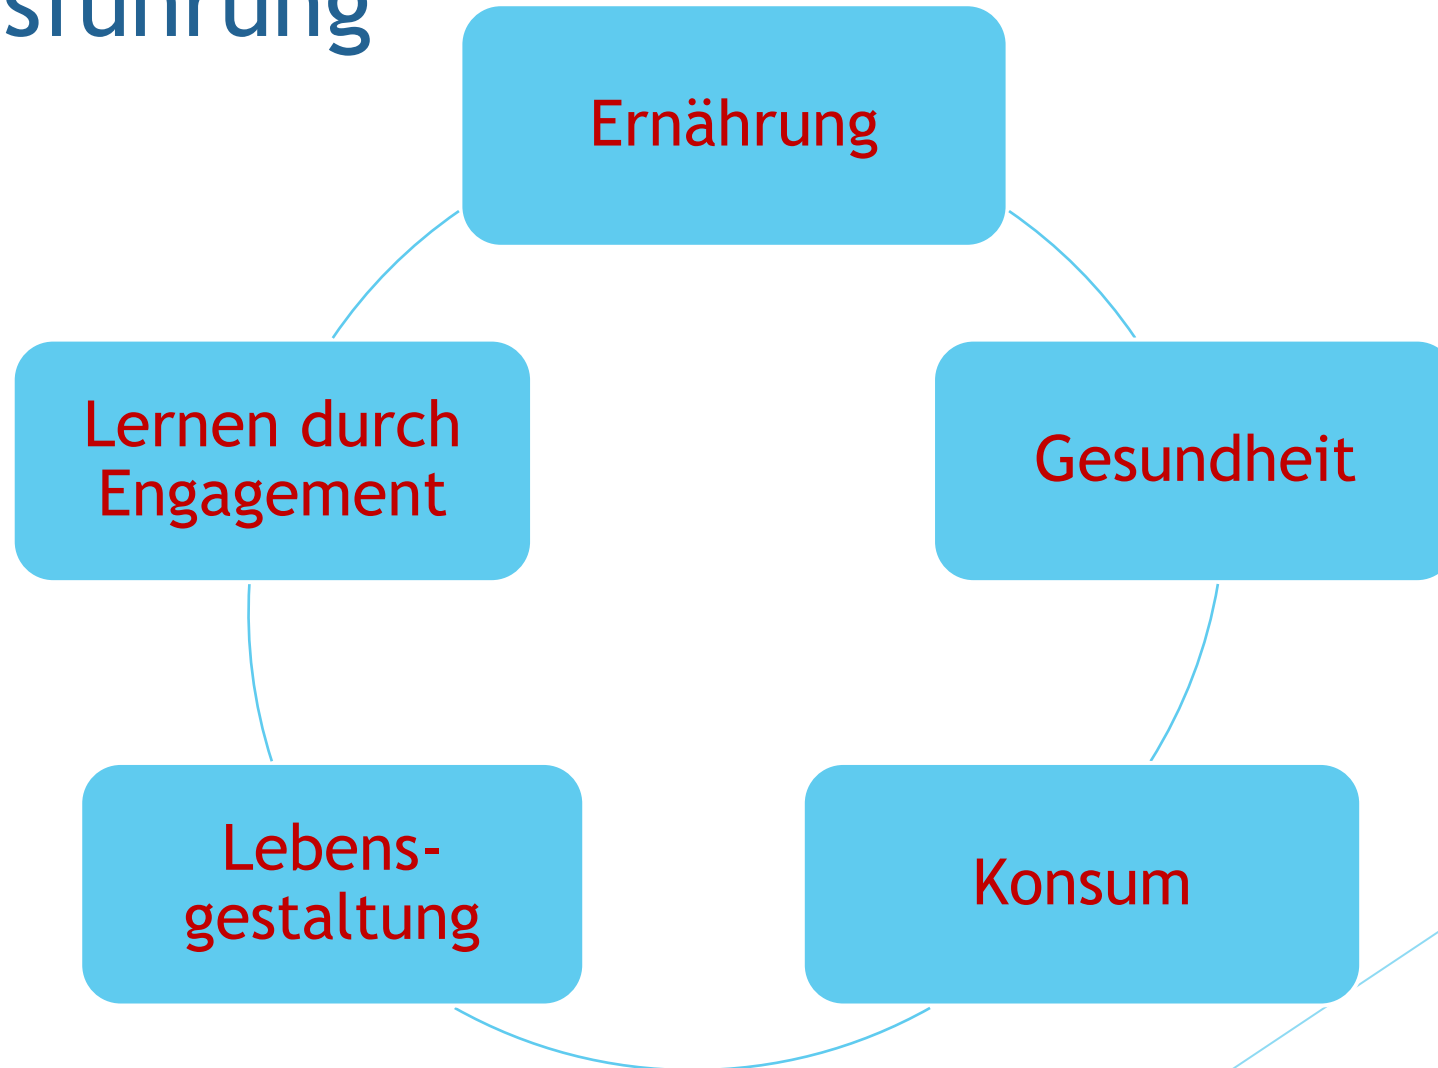 sführung
Ernährung
Lernen durch
Engagement
Gesundheit
Lebens-
gestaltung
Konsum